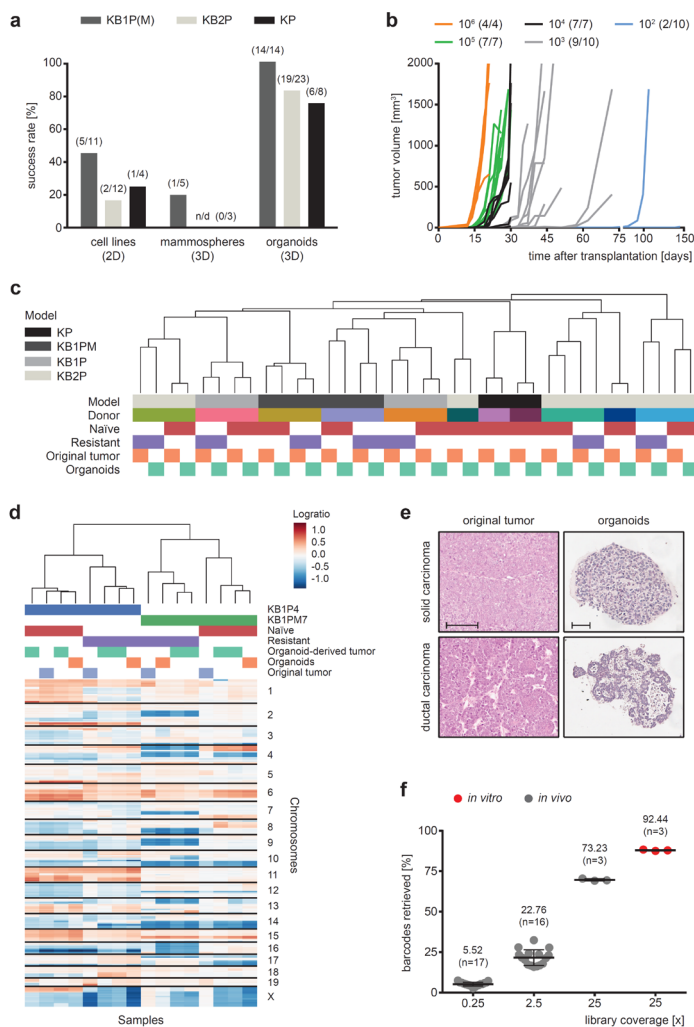 a
KB1P(M)
KB2P
KP
success rate [%]
100
80
60
40
20
0
(5/11)
(2/12)
(1/4)
(1/5)
n/d
(0/3)
(14/14)
(19/23)
(6/8)
cell lines
(2D)
mammospheres
(3D)
organoids
(3D)
b
10⁶ (4/4)
10⁴ (7/7)
10² (2/10)
10⁵ (7/7)
10³ (9/10)
tumor volume [mm³]
2000
1500
1000
500
0
0
15
30
45
60
75
100
150
time after transplantation [days]
c
Model
KP
KB1PM
KB1P
KB2P
Model
Donor
Naïve
Resistant
Original tumor
Organoids
d
Logratio
1.0
0.5
0.0
-0.5
-1.0
KB1P4
KB1PM7
Naïve
Resistant
Organoid-derived tumor
Organoids
Original tumor
1
2
3
4
5
6
7
8
9
10
11
12
13
14
15
16
17
18
19
X
Chromosomes
Samples
e
original tumor
organoids
solid carcinoma
ductal carcinoma
f
in vitro
in vivo
barcodes retrieved [%]
100
75
50
25
0
5.52
(n=17)
22.76
(n=16)
73.23
(n=3)
92.44
(n=3)
0.25
2.5
25
25
library coverage [x]